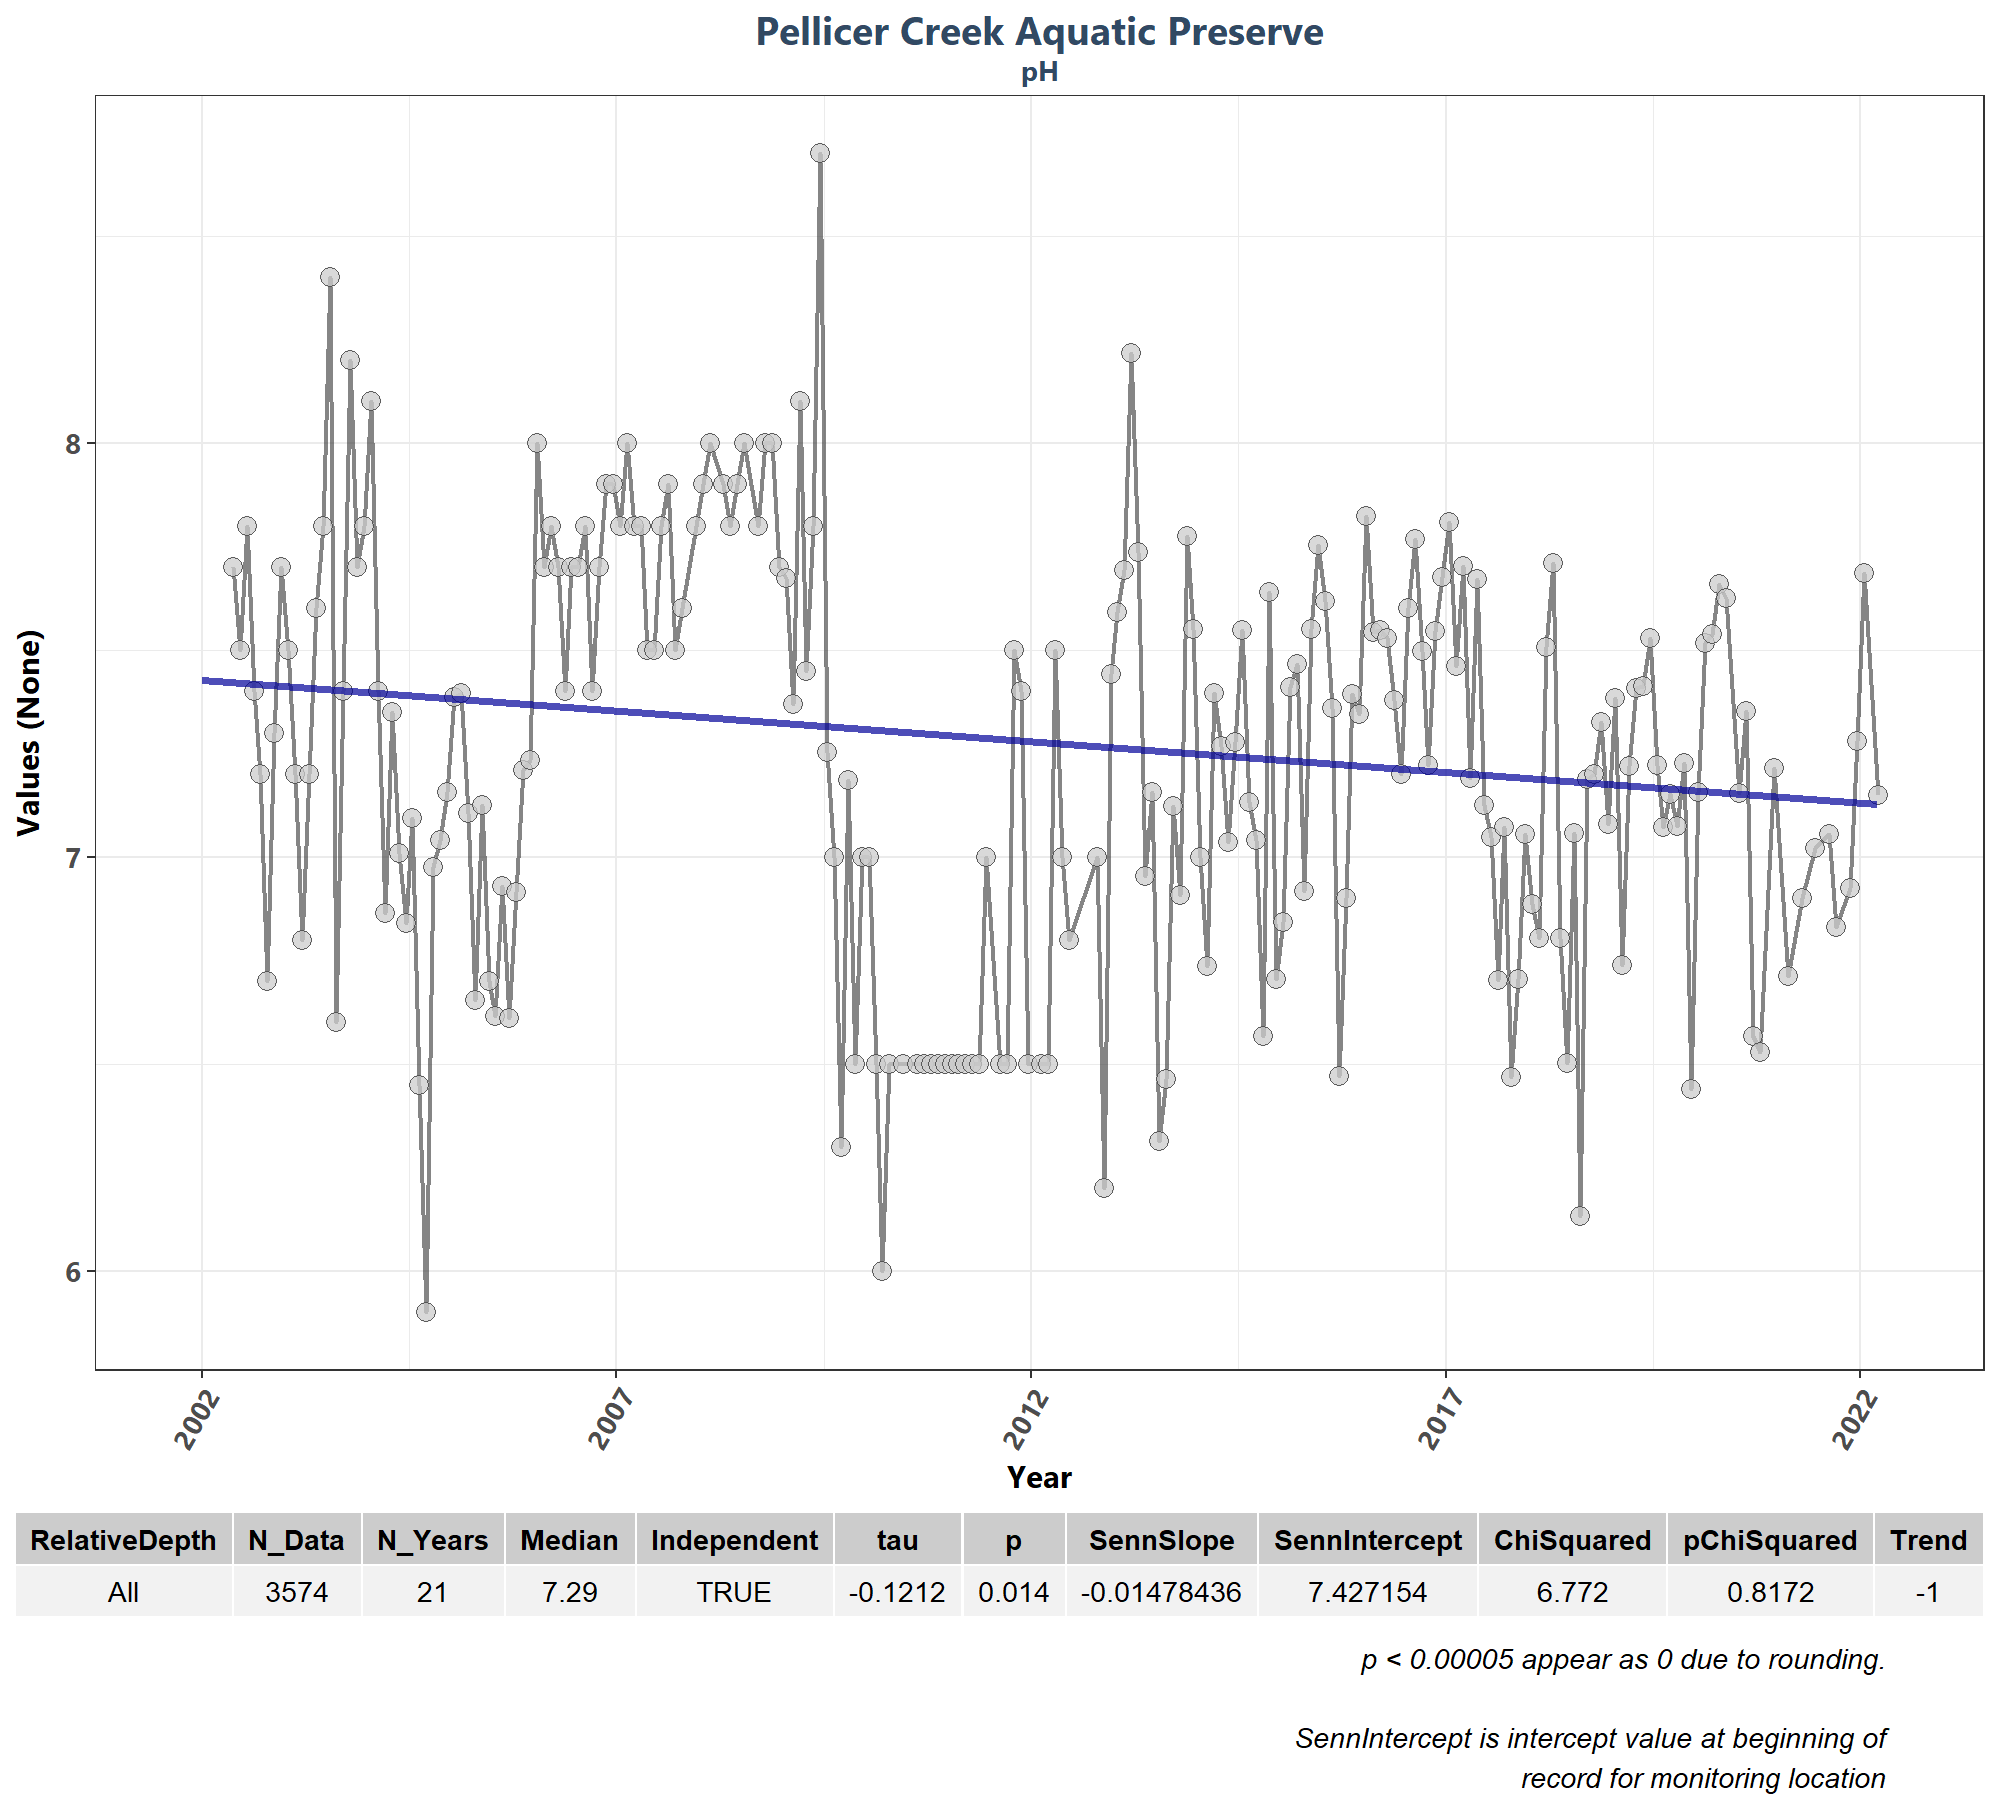 Pellicer Creek Aquatic Preserve
pH
Values (None)
8
7
6
2002 2007 2012 2017 2022
Year
RelativeDepth N_Data N_Years Median Independent tau p SennSlope SennIntercept ChiSquared pChiSquared Trend
All 3574 21 7.29 TRUE -0.1212 0.014 -0.01478436 7.427154 6.772 0.8172 -1
p < 0.00005 appear as 0 due to rounding.
SennIntercept is intercept value at beginning of
record for monitoring location